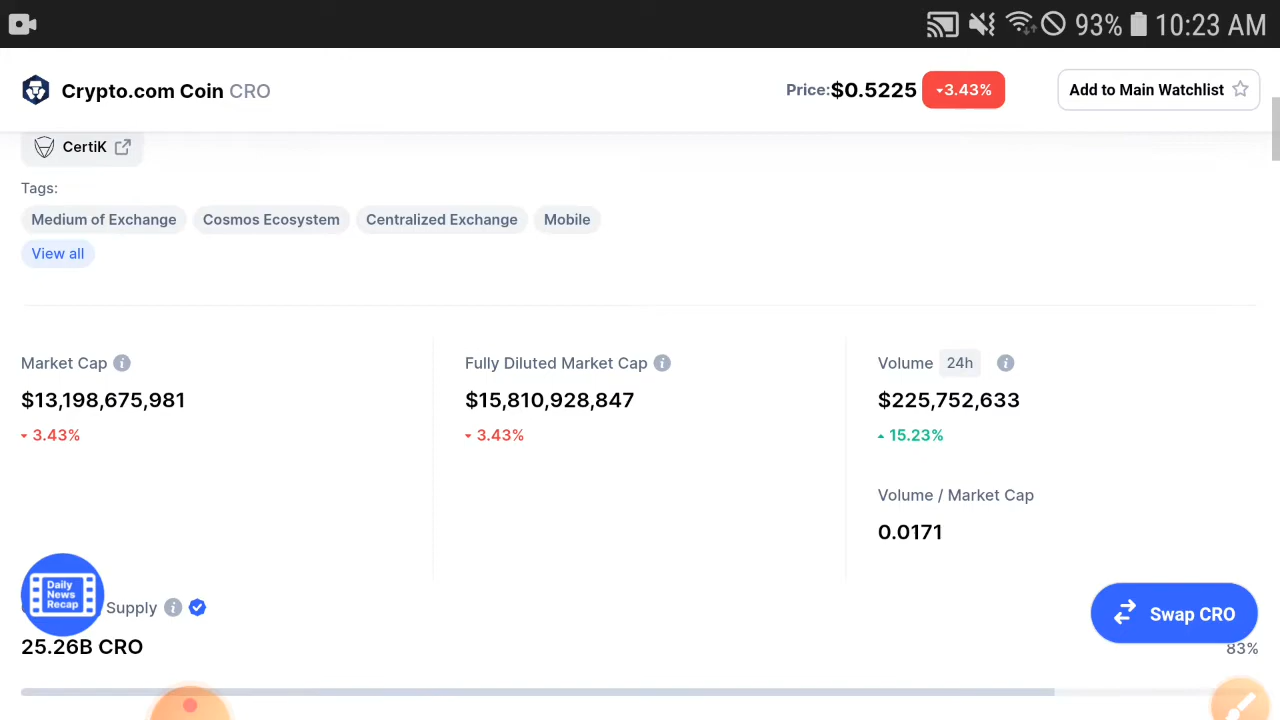 93% 10:23 AM
Crypto.com Coin CRO
Price:$0.5225 3.43%
Add to Main Watchlist
CertiK
Tags:
Medium of Exchange Cosmos Ecosystem Centralized Exchange Mobile
View all
Market Cap
$13,198,675,981
3.43%
Fully Diluted Market Cap
$15,810,928,847
3.43%
Volume 24h
$225,752,633
15.23%
Volume / Market Cap
0.0171
Daily
News
Recap
Supply
25.26B CRO
Swap CRO
83%